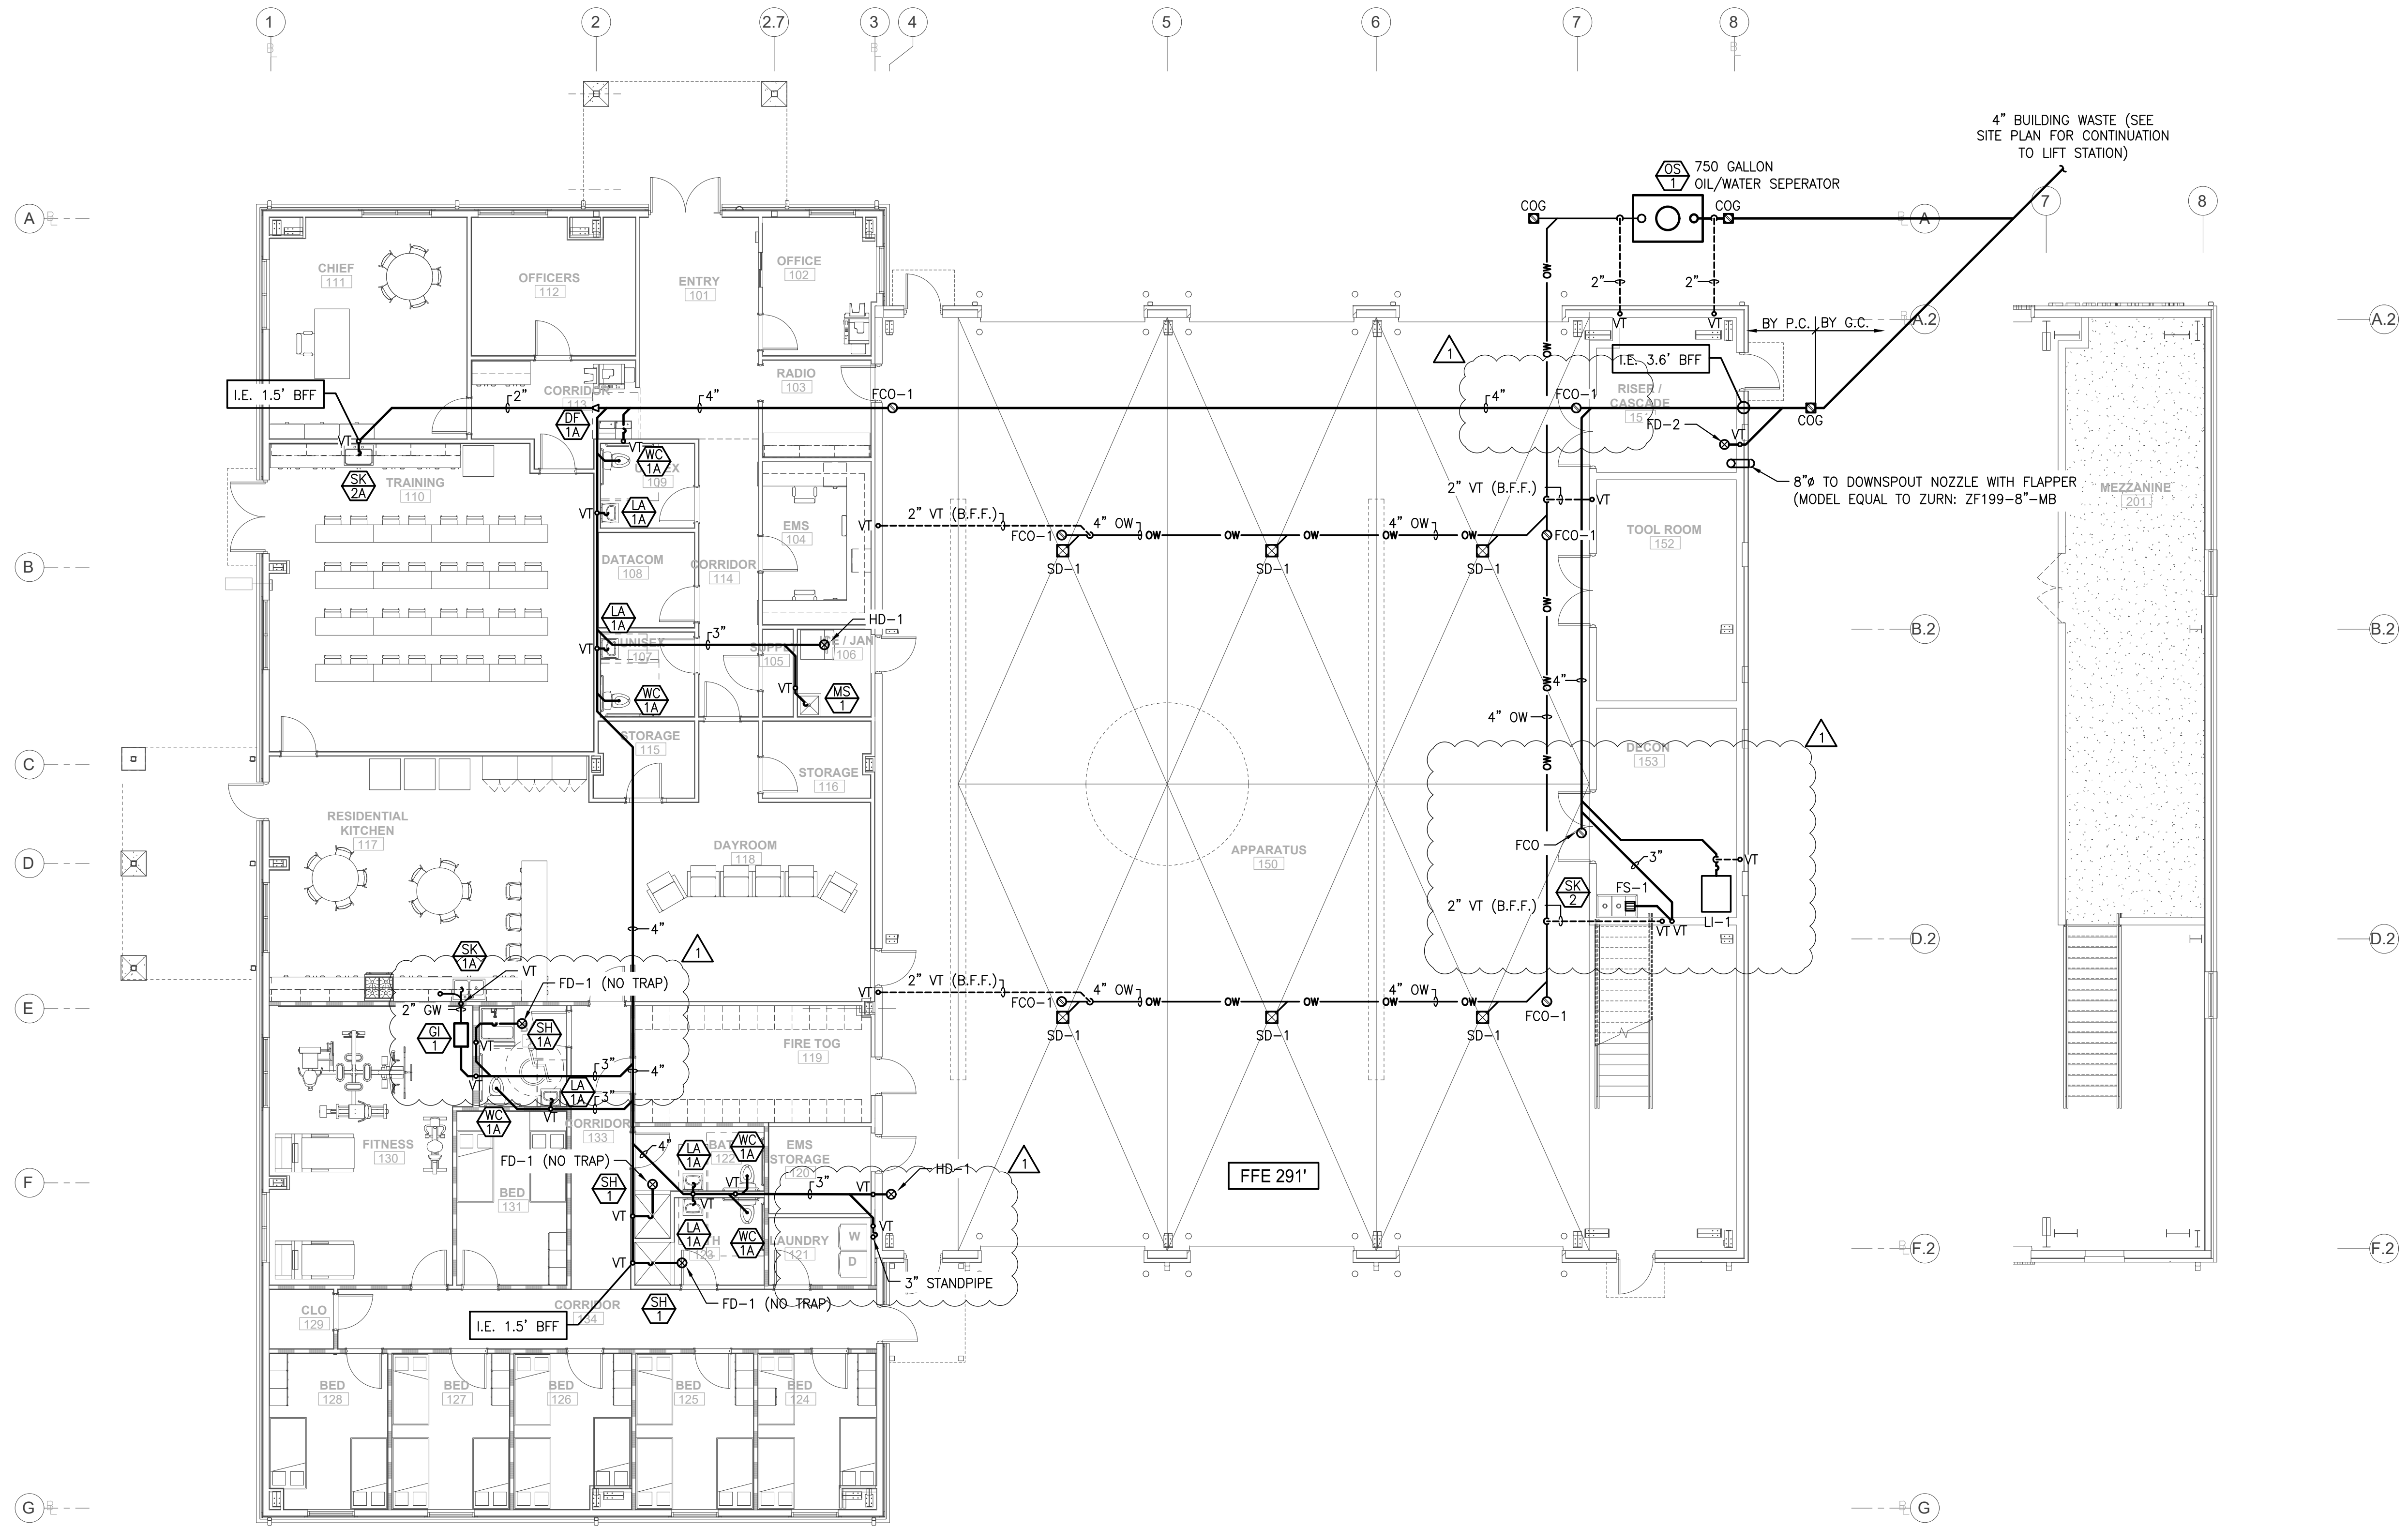 1
2
2.7
3
4
5
6
7
8
4” BUILDING WASTE (SEE
SITE PLAN FOR CONTINUATION
TO LIFT STATION)
OS
1
750 GALLON
OIL/WATER SEPERATOR
7
8
A
COG
COG
A
CHIEF
111
OFFICERS
112
ENTRY
101
OFFICE
102
OW
2”
2”
A.2
A.2
VT
VT
BY P.C.
BY G.C.
1
OW
I.E. 3.6' BFF
RADIO
103
CORRIDOR
113
I.E. 1.5' BFF
2”
4”
FCO-1
4”
FCO-1
RISER /
CASCADE
COG
DF
1A
VT
VT
FD-2
VT
WC
1A
109
SK
2A
TRAINING
110
8”ø TO DOWNSPOUT NOZZLE WITH FLAPPER
(MODEL EQUAL TO ZURN: ZF199-8”-MB
MEZZANINE
201
LA
1A
VT
EMS
104
VT
2” VT (B.F.F.)
2” VT (B.F.F.)
VT
FCO-1
4” OW
OW
OW
OW
4” OW
OW
OW
FCO-1
TOOL ROOM
152
SD-1
SD-1
SD-1
B
DATACOM
108
CORRIDOR
114
B
LA
1A
OW
HD-1
B.2
B.2
UNISEX
107
3”
105
ICE / JAN
106
VT
WC
1A
VT
MS
1
OW
4”
4” OW
STORAGE
115
1
DECON
153
C
OW
C
STORAGE
116
RESIDENTIAL
KITCHEN
117
DAYROOM
118
APPARATUS
150
FCO
D
D
3”
VT
SK
2
FS-1
LI-1
2” VT (B.F.F.)
VT VT
4”
1
D.2
D.2
SK
1A
VT
FD-1 (NO TRAP)
VT
2” VT (B.F.F.)
FCO-1
4” OW
OW
OW
OW
4” OW
OW
FCO-1
E
E
2” GW
SD-1
SD-1
SD-1
GI
1
SH
1A
VT
FIRE TOG
119
VT
3”
4”
LA
1A
3”
WC
1A
VT
CORRIDOR
133
FITNESS
130
4”
FD-1 (NO TRAP)
LA
1A
122
WC
1A
EMS
STORAGE
120
1
HD-1
F
F
BED
131
SH
1
3”
VT
VT
VT
VT
VT
FFE 291'
LA
1A
WC
1A
123
LAUNDRY
121
W
D
VT
F.2
F.2
3” STANDPIPE
CLO
129
CORRIDOR
SH
1
FD-1 (NO TRAP)
I.E. 1.5' BFF
BED
128
BED
127
BED
126
BED
125
BED
124
G
G